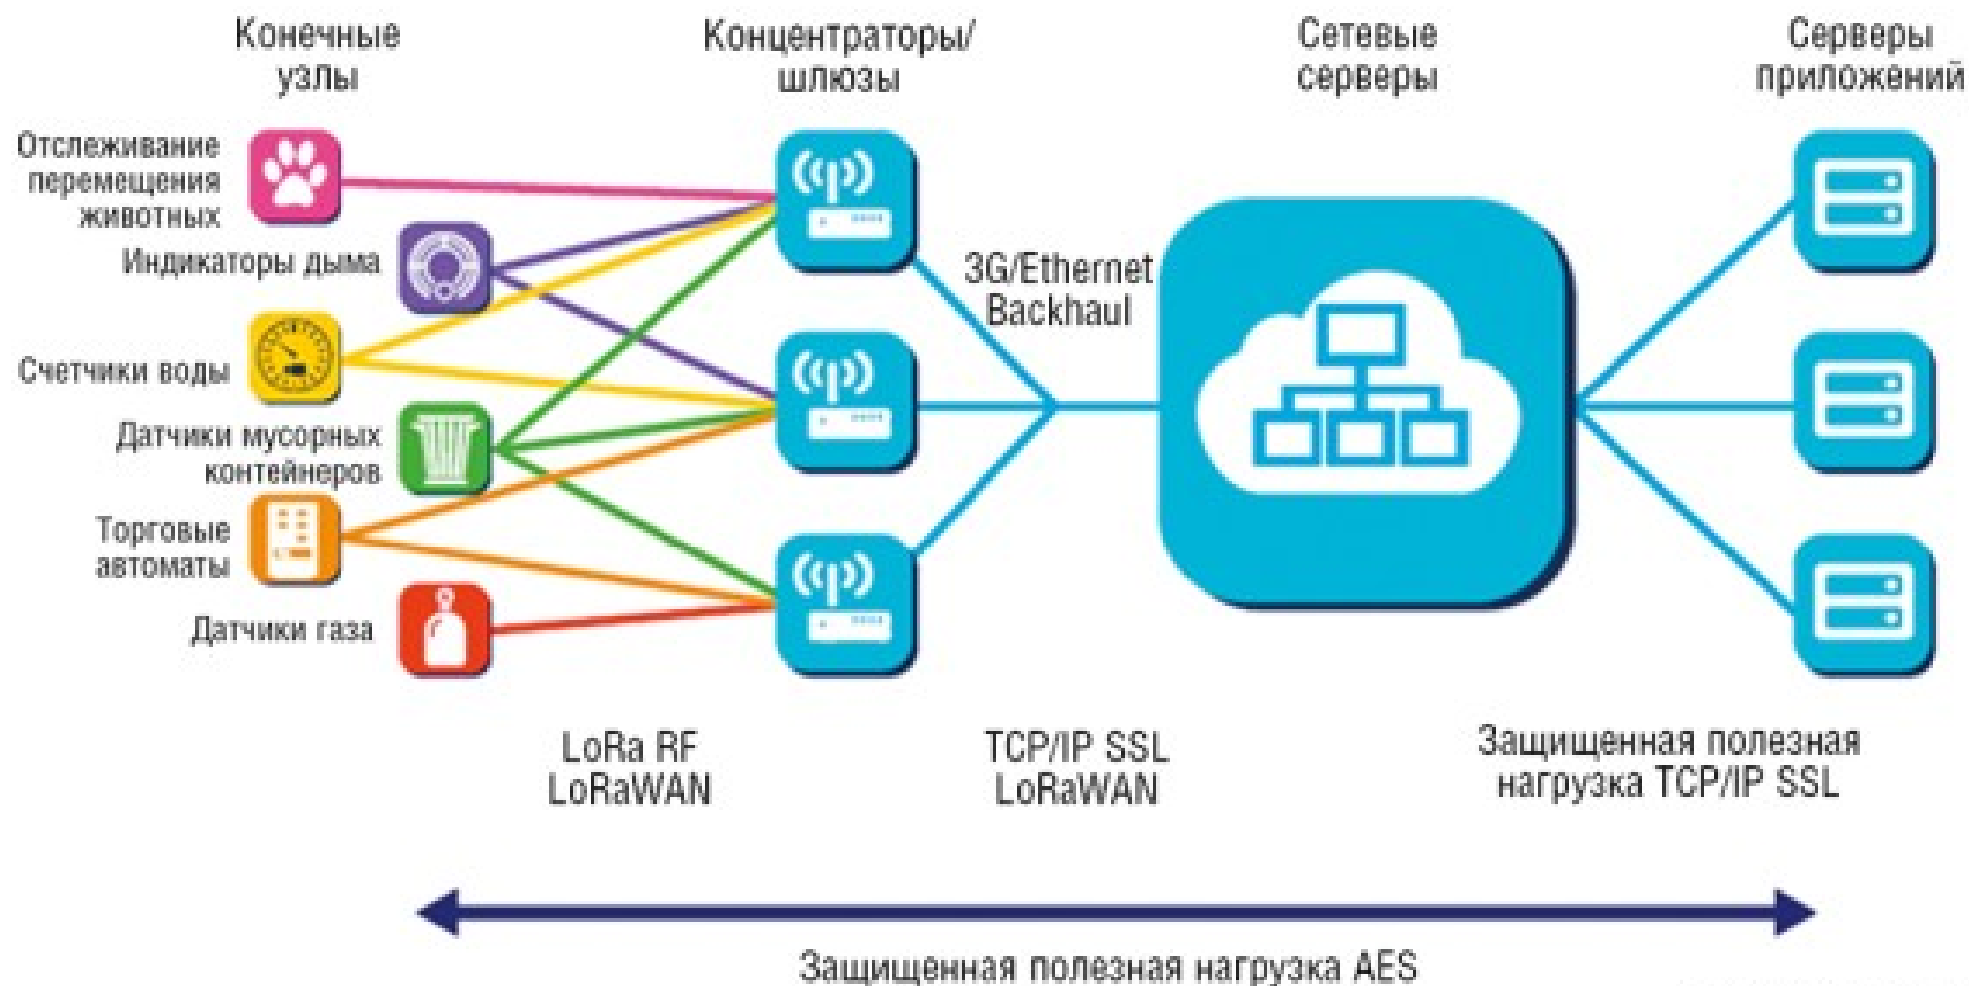 Конечные
узлы
Концентраторы/
шлюзы
Сетевые
серверы
Серверы
приложений
Отслеживание
перемещения
животных
Индикаторы дыма
Счетчики воды
Датчики мусорных
контейнеров
Торговые
автоматы
Датчики газа
3G/Ethernet
Backhaul
LoRa RF
LoRaWAN
TCP/IP SSL
LoRaWAN
Защищенная полезная
нагрузка TCP/IP SSL
Защищенная полезная нагрузка AES